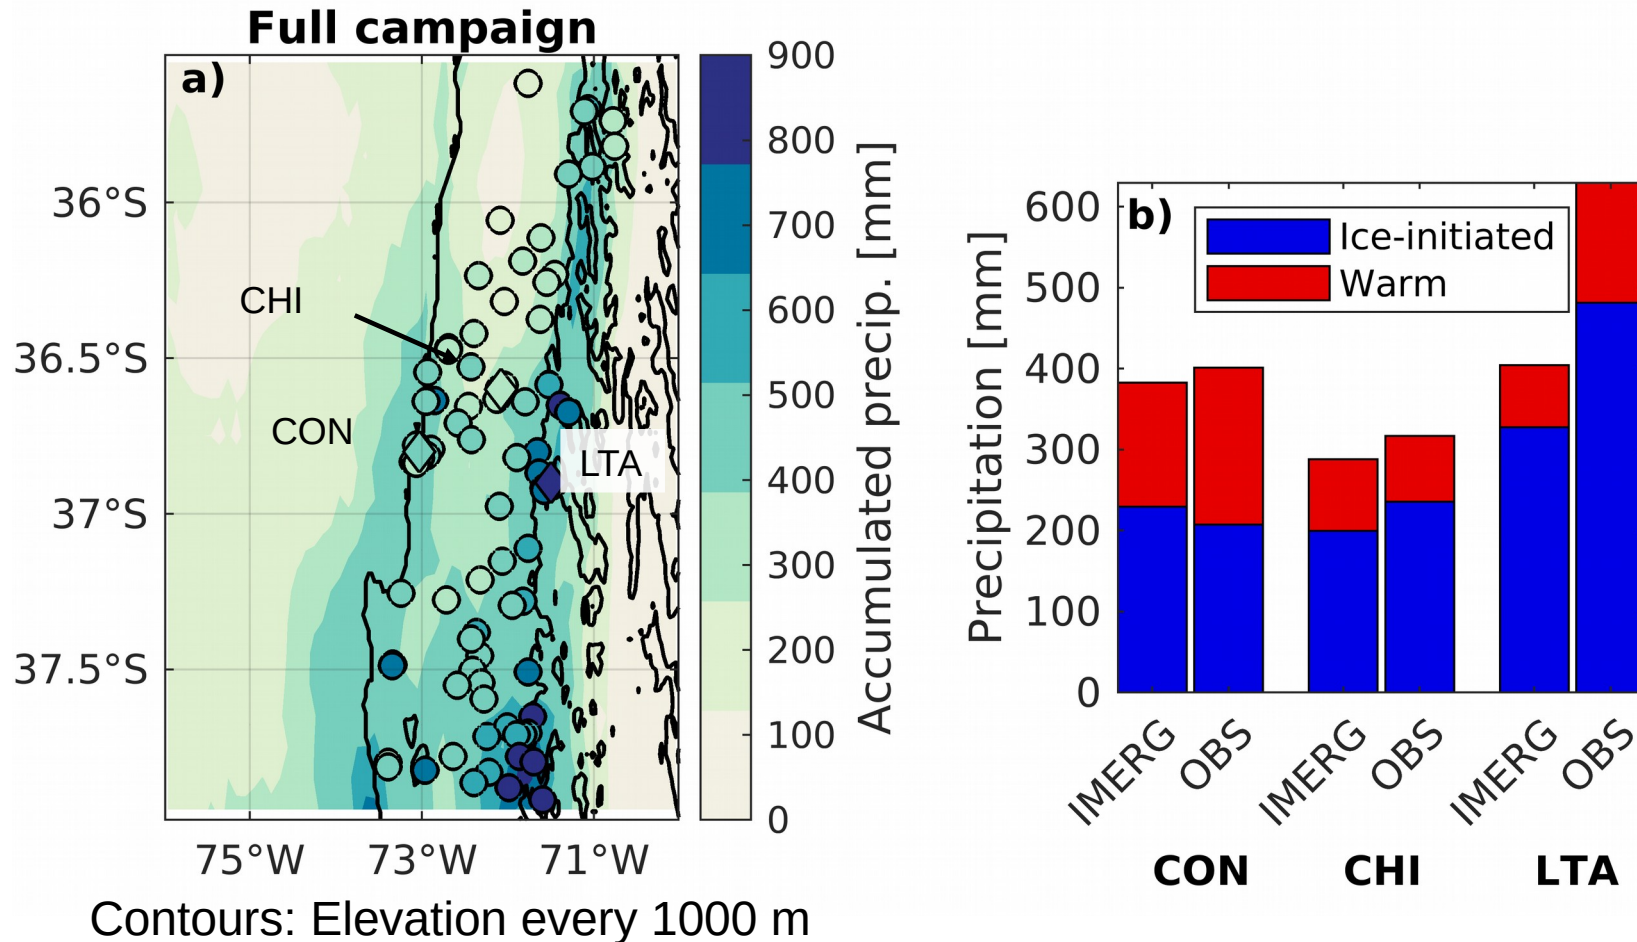 Full campaign
a)
36°S
36.5°S
37°S
37.5°S
75°W
73°W
71°W
CHI
CON
LTA
900
800
700
600
500
400
300
200
100
0
Accumulated precip. [mm]
Contours: Elevation every 1000 m
b)
Ice-initiated
Warm
Precipitation [mm]
600
500
400
300
200
100
0
IMERG
OBS
IMERG
OBS
IMERG
OBS
CON
CHI
LTA